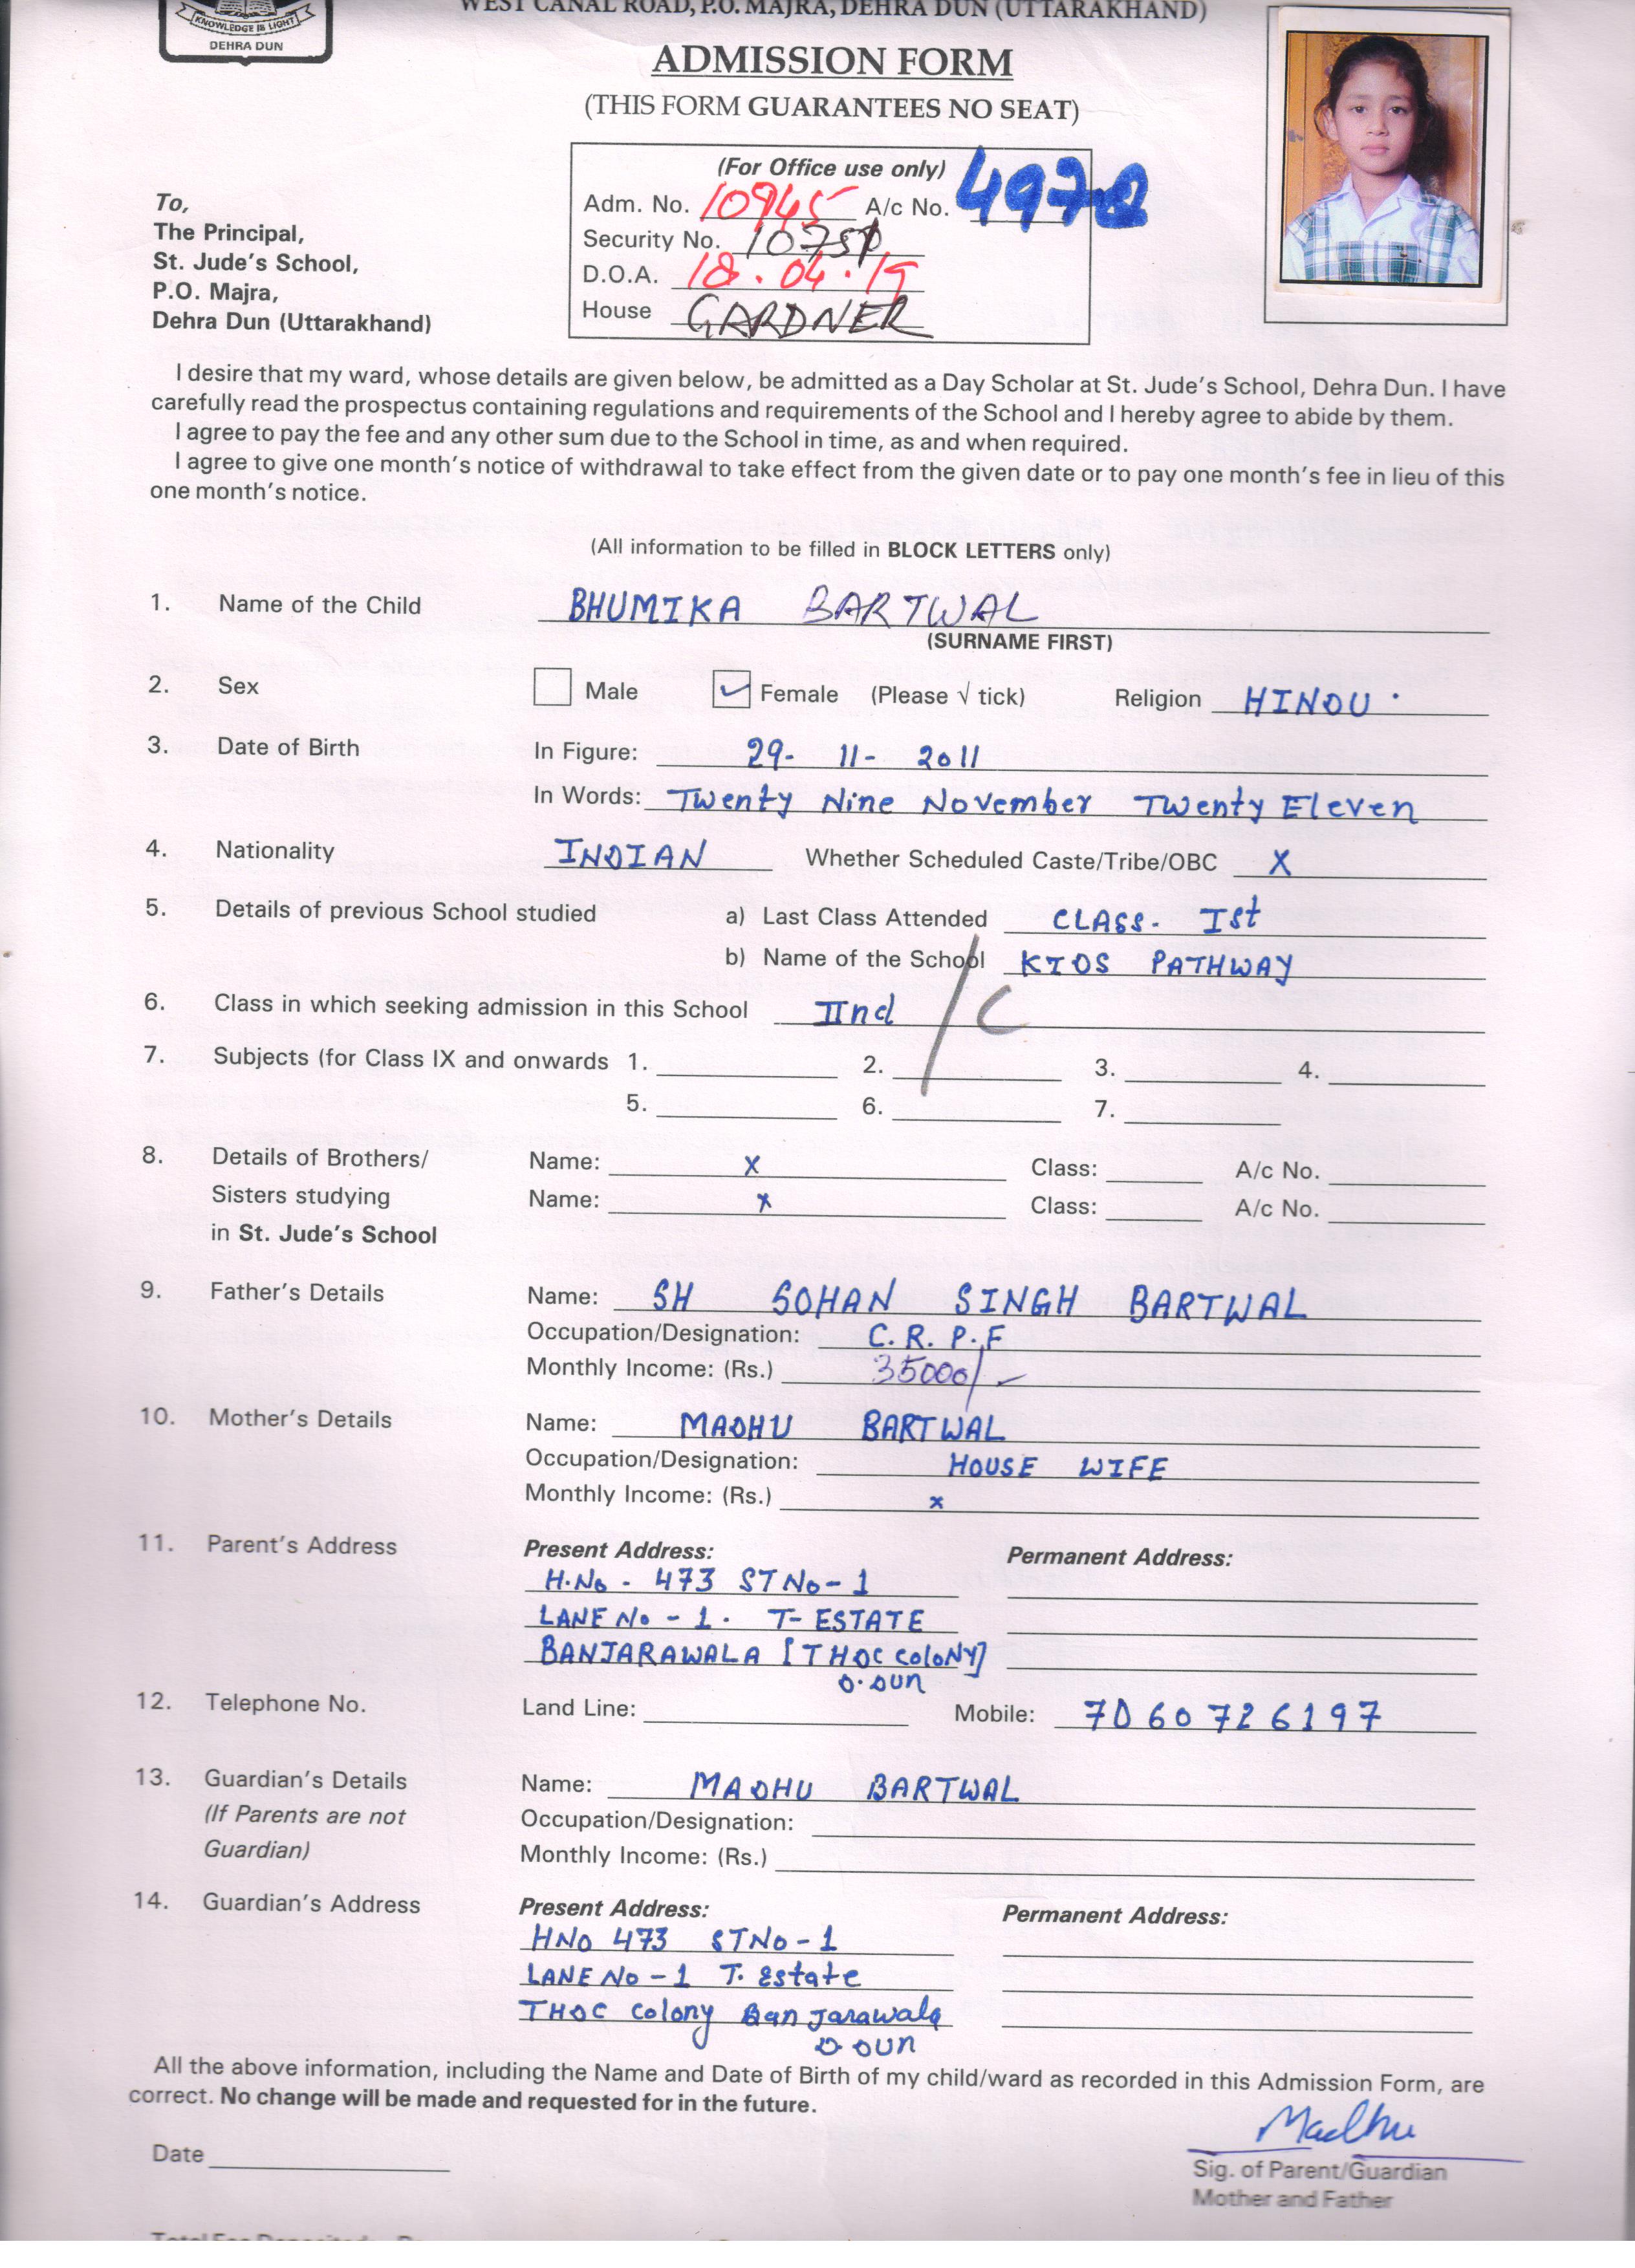 WEST CANAL ROAD, P.O. MAJRA, DEHRA DUN (UTTARAKHAND)
KNOWLEDGE IS LIGHT
DEHRA DUN
ADMISSION FORM
(THIS FORM GUARANTEES NO SEAT)
(For Office use only)
Adm. No. 10945 A/c No. 4978
Security No.
D.O.A. 18.04.19
House GARDNER
To,
The Principal,
St. Jude's School,
P.O. Majra,
Dehra Dun (Uttarakhand)
I desire that my ward, whose details are given below, be admitted as a Day Scholar at St. Jude's School, Dehra Dun. I have
carefully read the prospectus containing regulations and requirements of the School and I hereby agree to abide by them.
I agree to pay the fee and any other sum due to the School in time, as and when required.
I agree to give one month's notice of withdrawal to take effect from the given date or to pay one month's fee in lieu of this
one month's notice.
(All information to be filled in BLOCK LETTERS only)
1. Name of the Child BHUMIKA BARTWAL
(SURNAME FIRST)
2. Sex Male ✓ Female (Please √ tick) Religion HINDU .
3. Date of Birth In Figure: 29- 11- 2011
In Words: Twenty Nine November Twenty Eleven
4. Nationality INDIAN Whether Scheduled Caste/Tribe/OBC X
5. Details of previous School studied a) Last Class Attended CLASS. Ist
b) Name of the School KIDS PATHWAY
6. Class in which seeking admission in this School IInd / C
7. Subjects (for Class IX and onwards 1. 2. 3. 4.
5. 6. 7.
8. Details of Brothers/ Name: x Class: A/c No.
Sisters studying Name: x Class: A/c No.
in St. Jude's School
9. Father's Details Name: SH SOHAN SINGH BARTWAL
Occupation/Designation: C.R.P.F
Monthly Income: (Rs.) 35000/-
10. Mother's Details Name: MADHU BARTWAL
Occupation/Designation: HOUSE WIFE
Monthly Income: (Rs.) x
11. Parent's Address Present Address: Permanent Address:
H.No - 473 STNo-1
LANE No - 1. T- ESTATE
BANJARAWALA [THDC coloNY]
D.DUN
12. Telephone No. Land Line: Mobile: 7060726197
13. Guardian's Details Name: MADHU BARTWAL
(If Parents are not Occupation/Designation:
Guardian) Monthly Income: (Rs.)
14. Guardian's Address Present Address: Permanent Address:
HNo 473 STNo-1
LANE No-1 T. Estate
THDC colony Banjarawala
D.DUN
All the above information, including the Name and Date of Birth of my child/ward as recorded in this Admission Form, are
correct. No change will be made and requested for in the future.
Madhu
Date
Sig. of Parent/Guardian
Mother and Father